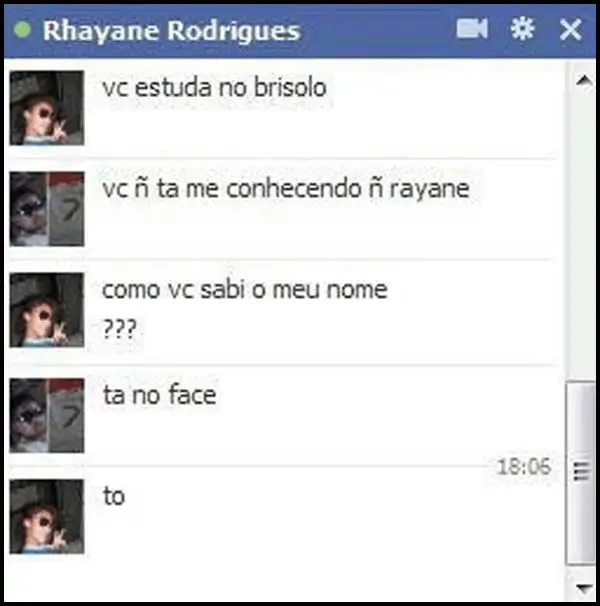 Rhayane Rodrigues
vc estuda no brisolo
vc ñ ta me conhecendo ñ rayane
como vc sabi o meu nome
???
ta no face
18:06
to